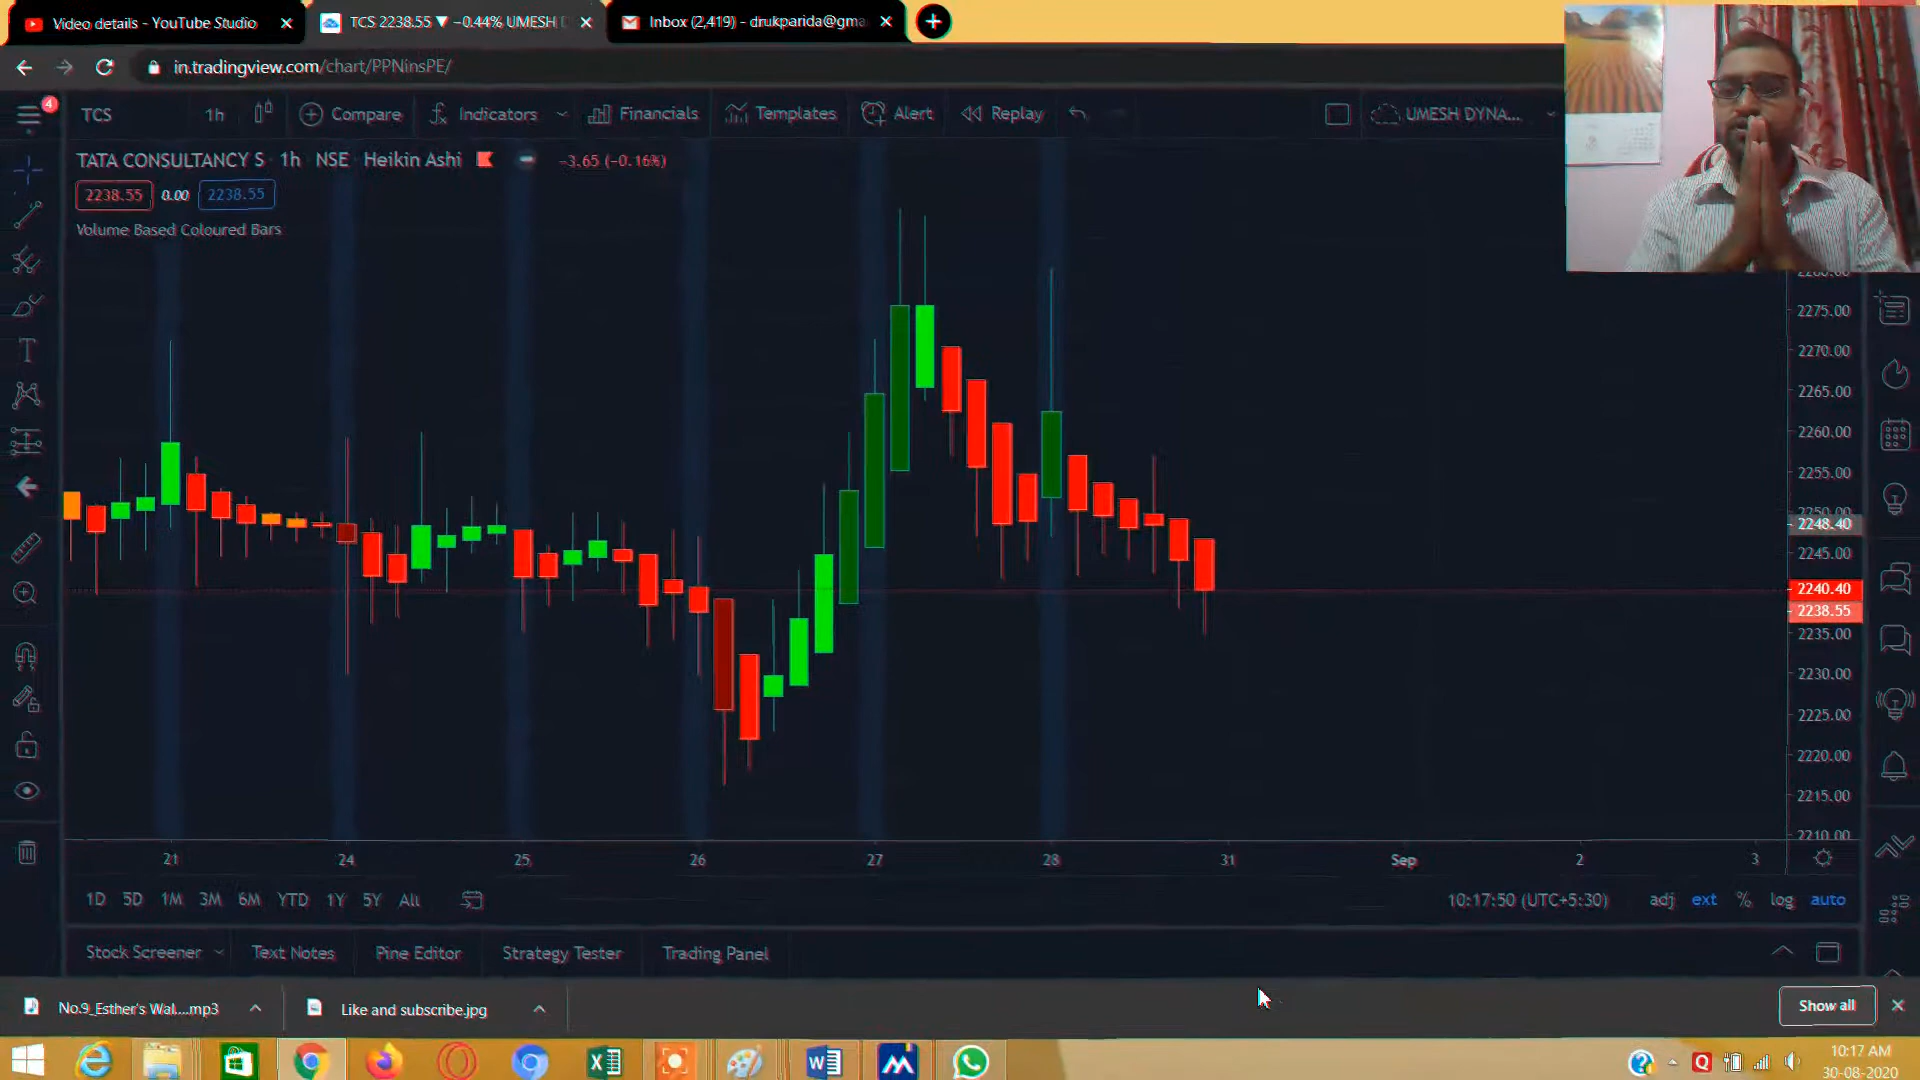 Video details - YouTube Studio
TCS 2238.55 ▼ −0.44% UMESH
Inbox (2,419) - drukparida@gma
in.tradingview.com/chart/PPNinsPE/
4
TCS 1h Compare Indicators Financials Templates Alert Replay UMESH DYNA...
TATA CONSULTANCY S 1h NSE Heikin Ashi −3.65 (−0.16%)
2238.55 0.00 2238.55
Volume Based Coloured Bars
2275.00
2270.00
2265.00
2260.00
2255.00
2250.00
2248.40
2245.00
2240.40
2238.55
2235.00
2230.00
2225.00
2220.00
2215.00
2210.00
21 24 25 26 27 28 31 Sep 2 3
1D 5D 1M 3M 6M YTD 1Y 5Y All 10:17:50 (UTC+5:30) adj ext % log auto
Stock Screener Text Notes Pine Editor Strategy Tester Trading Panel
No.9_Esther's Wal....mp3 Like and subscribe.jpg Show all
10:17 AM
30-08-2020